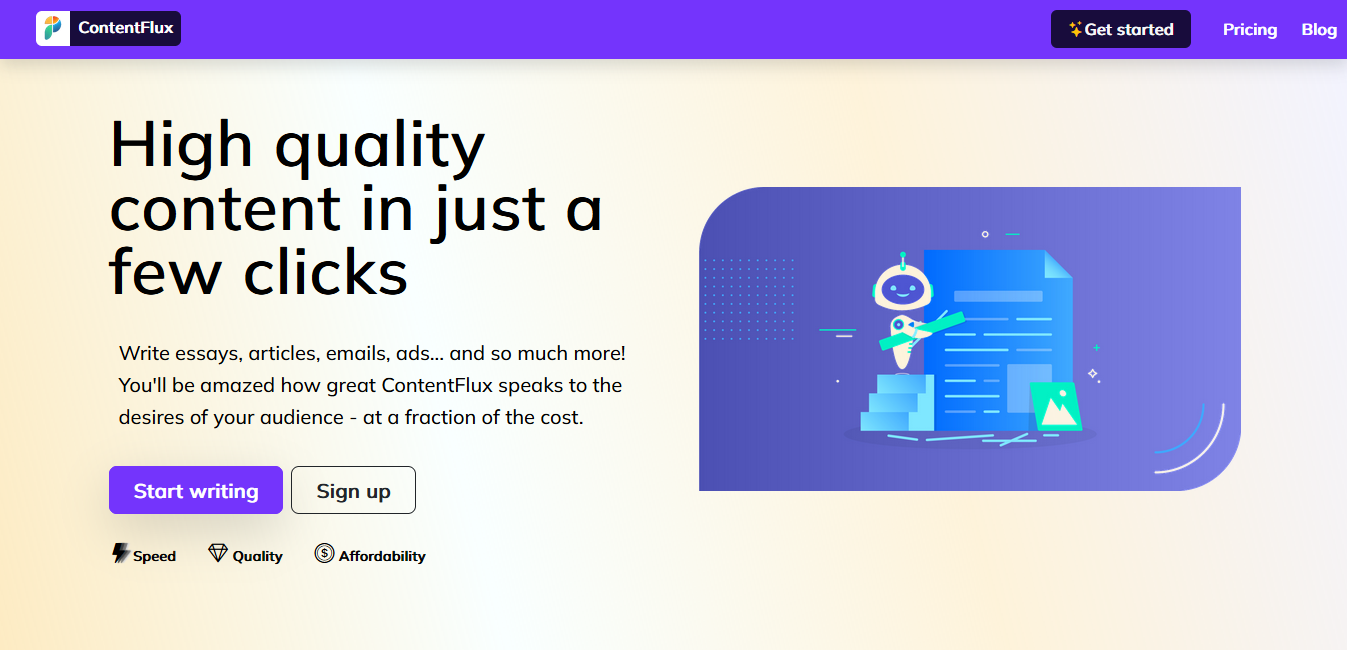 ContentFlux
✨Get started
Pricing
Blog
High quality
content in just a
few clicks
Write essays, articles, emails, ads... and so much more!
You'll be amazed how great ContentFlux speaks to the
desires of your audience - at a fraction of the cost.
Start writing
Sign up
Speed
Quality
$ Affordability